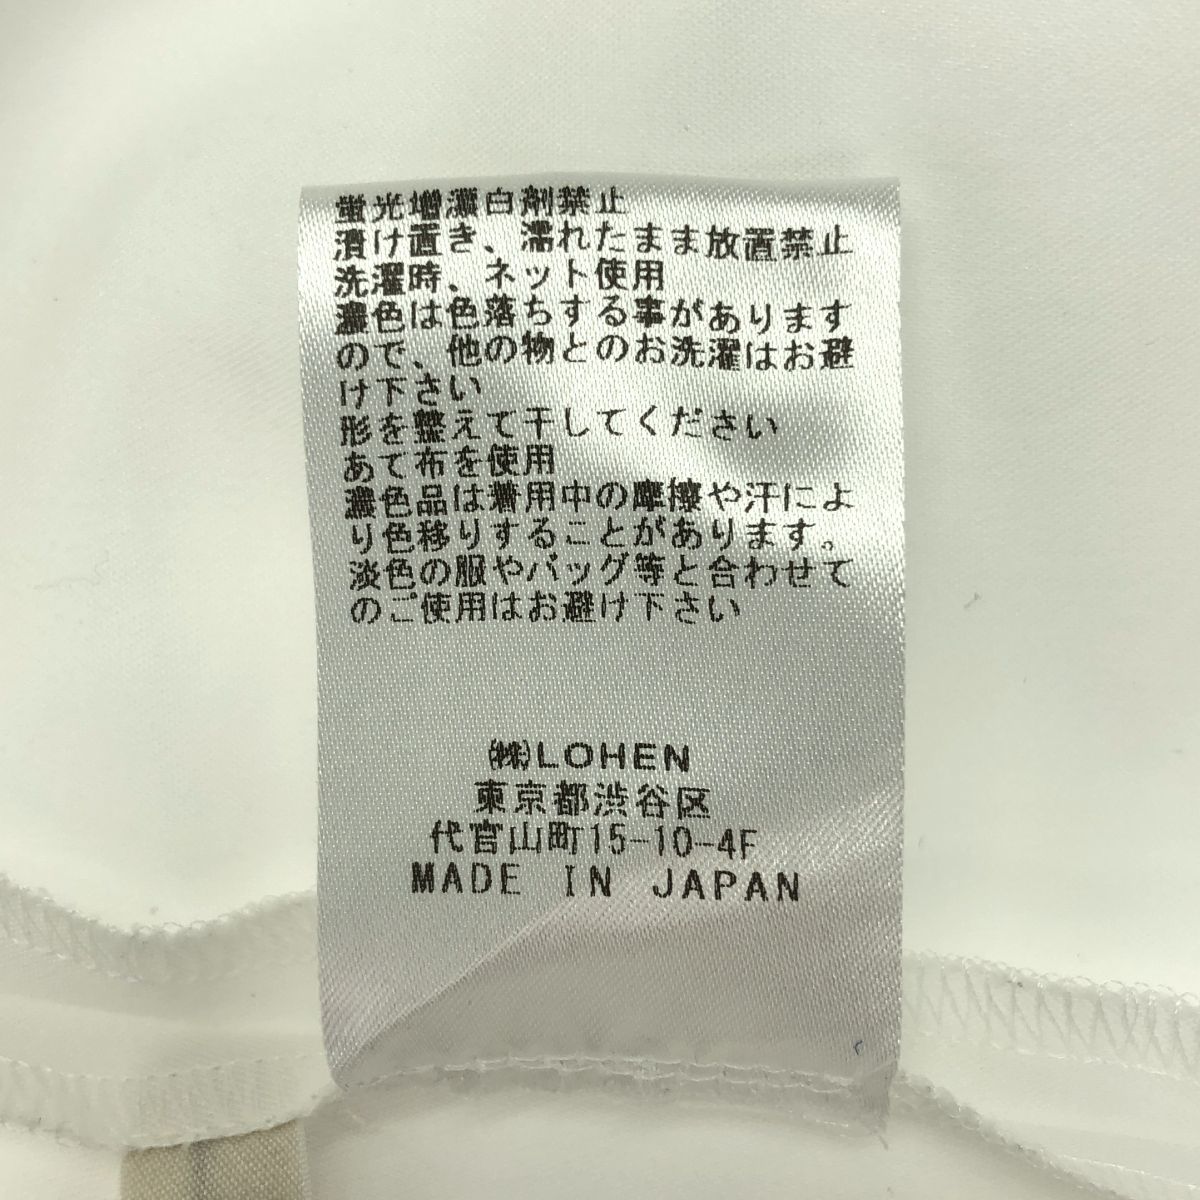 蛍光増濃白剤禁止
漬け置き、濡れたまま放置禁止
洗濯時、ネット使用
濃色は色落ちする事があります
ので、他の物とのお洗濯はお避
け下さい
形を整えて干してください
あて布を使用
濃色品は着用中の摩擦や汗によ
り色移りすることがあります。
淡色の服やバッグ等と合わせて
のご使用はお避け下さい
㈱LOHEN
東京都渋谷区
代官山町15-10-4F
MADE IN JAPAN